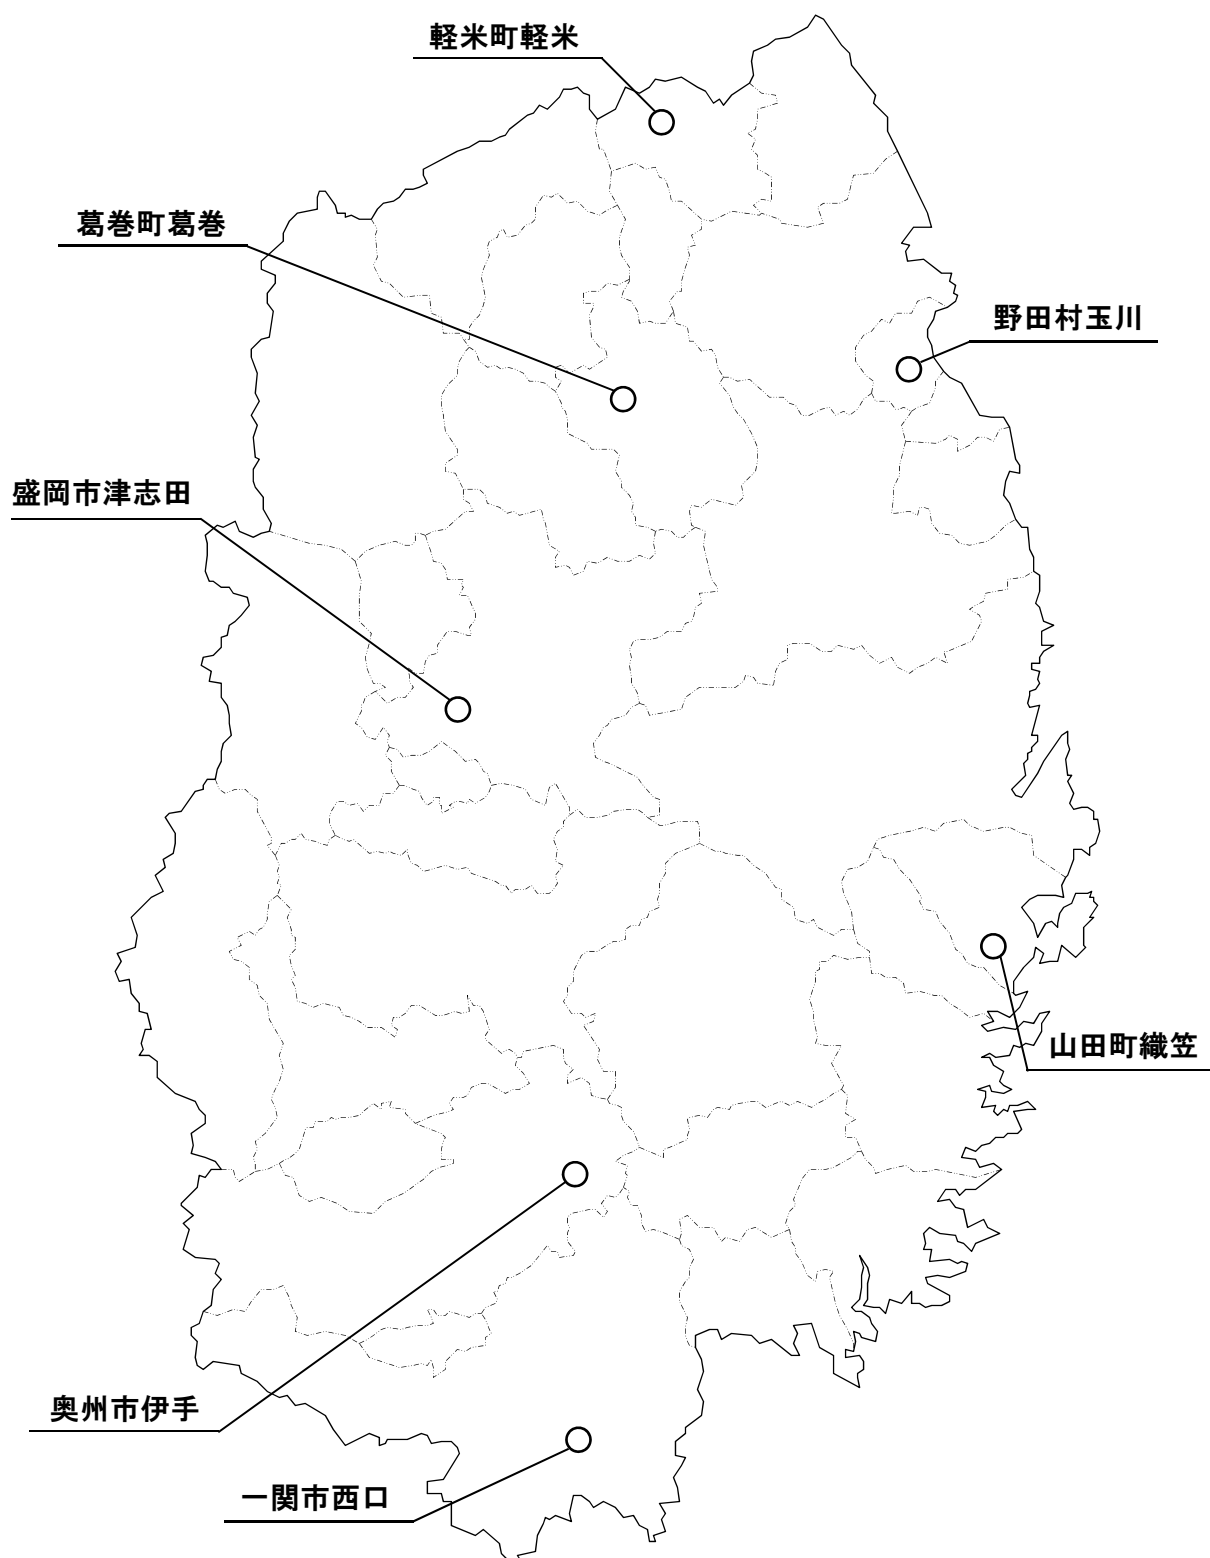 軽米町軽米
葛巻町葛巻
野田村玉川
盛岡市津志田
山田町織笠
奥州市伊手
一関市西口